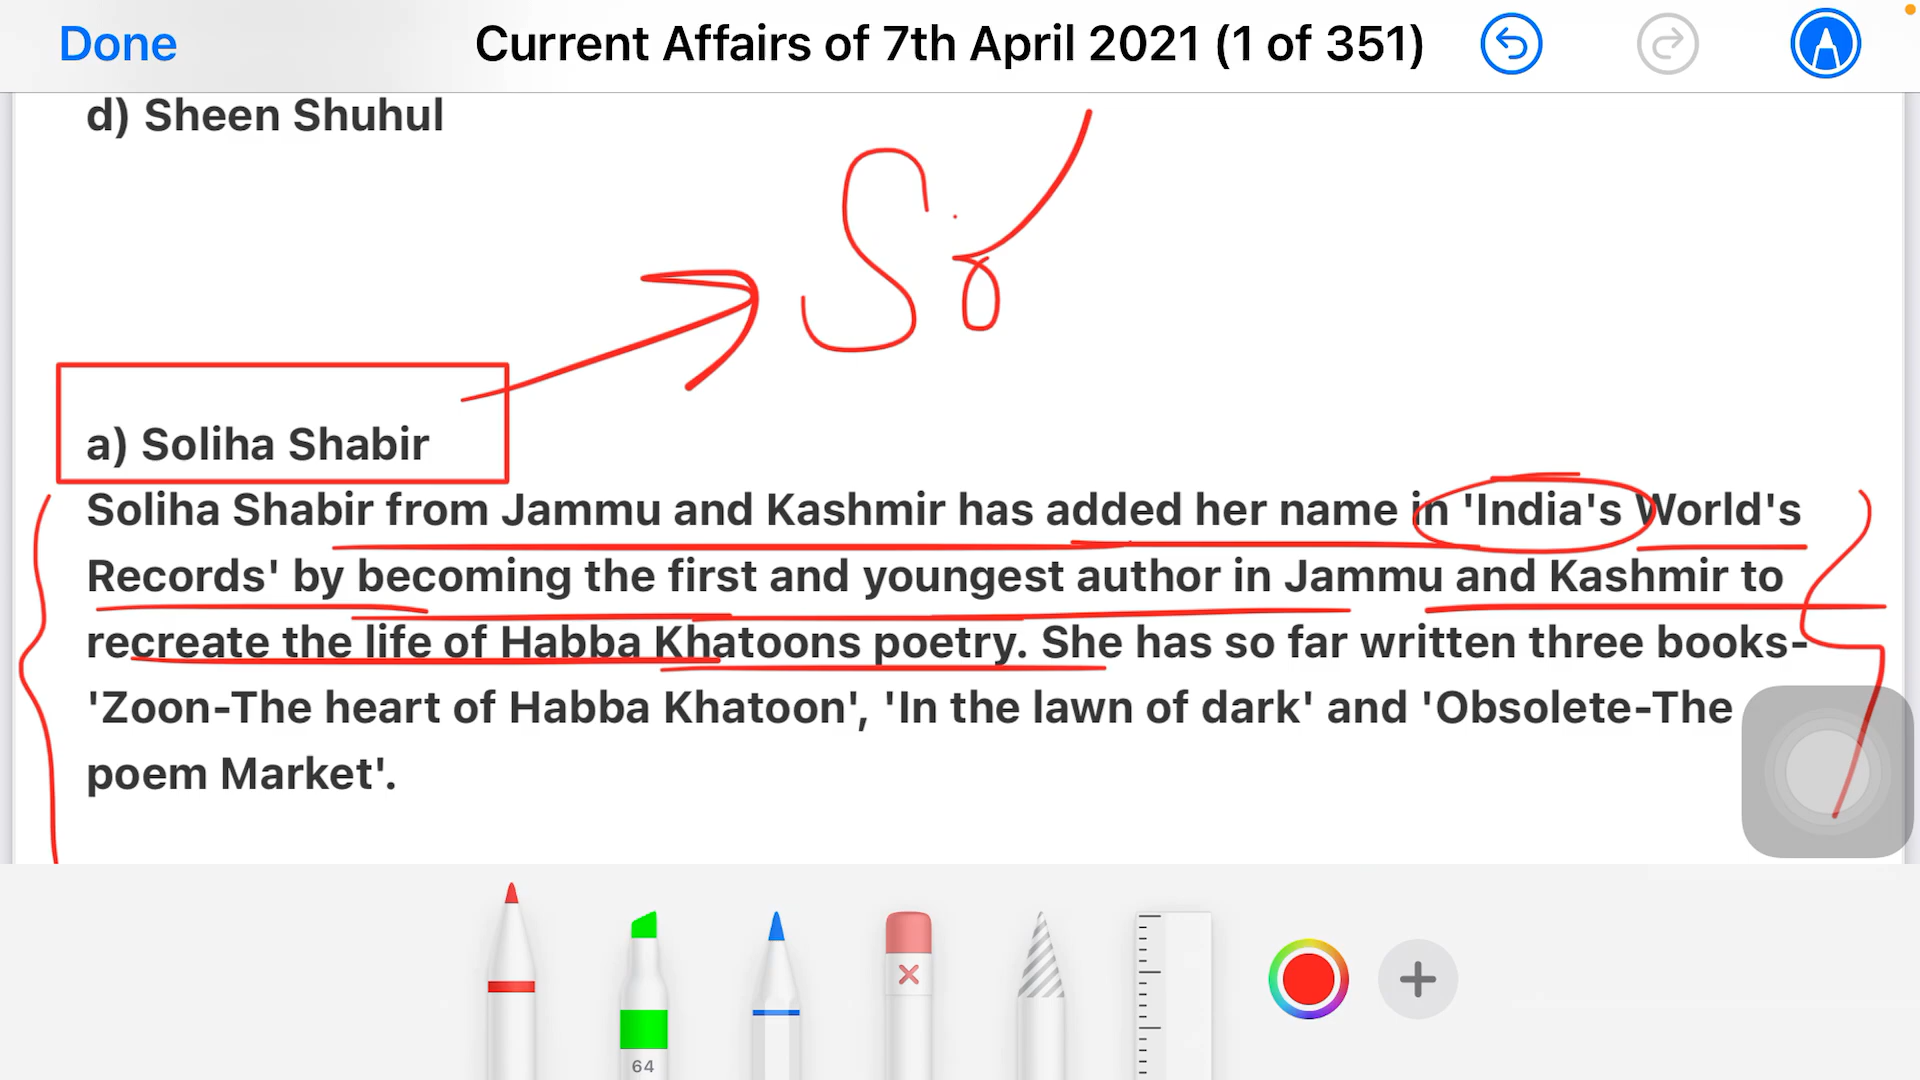 Done
Current Affairs of 7th April 2021 (1 of 351)
d) Sheen Shuhul
So
a) Soliha Shabir
Soliha Shabir from Jammu and Kashmir has added her name in 'India's World's
Records' by becoming the first and youngest author in Jammu and Kashmir to
recreate the life of Habba Khatoons poetry. She has so far written three books-
'Zoon-The heart of Habba Khatoon', 'In the lawn of dark' and 'Obsolete-The
poem Market'.
64